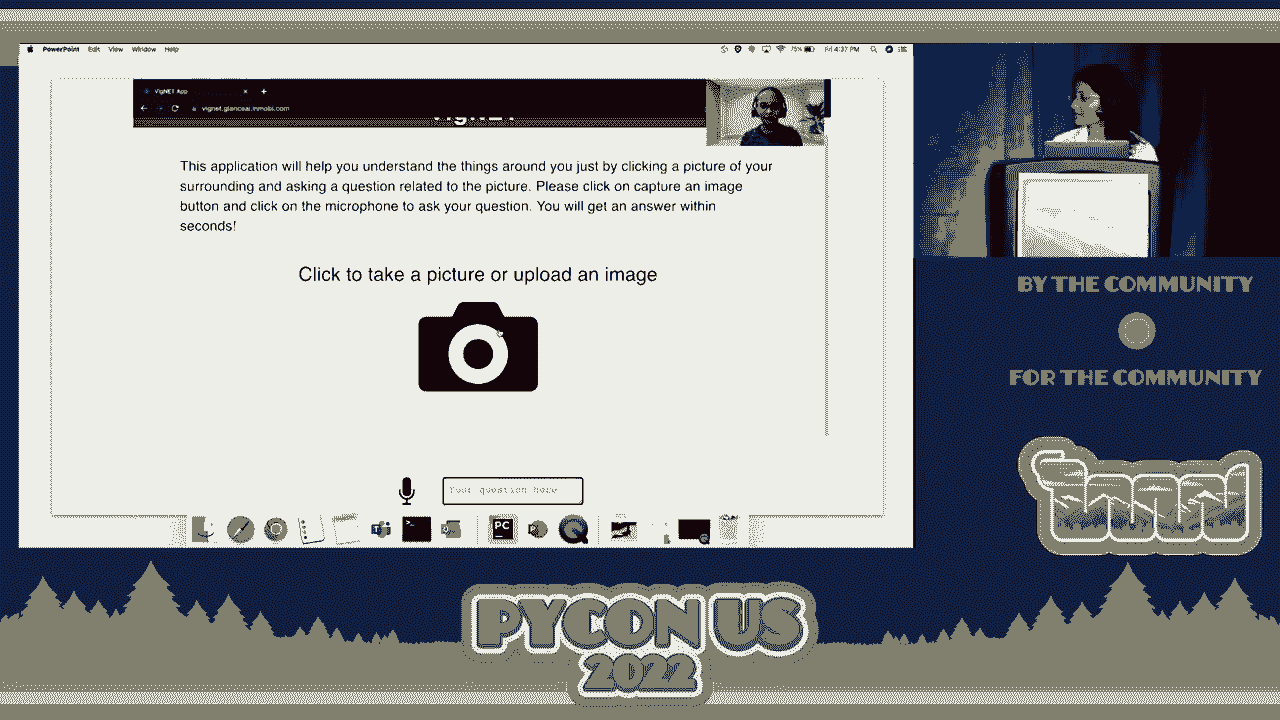 PowerPoint Edit View Window Help
75% Fri 4:37 PM
VigNET App
vignet.glanceai.inmobi.com
VigNET
This application will help you understand the things around you just by clicking a picture of your
surrounding and asking a question related to the picture. Please click on capture an image
button and click on the microphone to ask your question. You will get an answer within
seconds!
Click to take a picture or upload an image
Your question here
PC
BY THE COMMUNITY
FOR THE COMMUNITY
PYCON US
2022